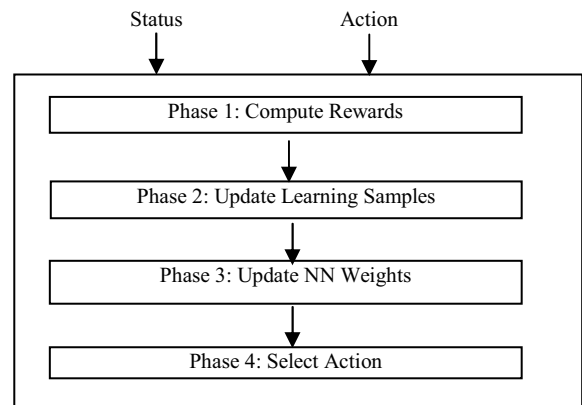 Status Action
Phase 1: Compute Rewards
Phase 2: Update Learning Samples
Phase 3: Update NN Weights
Phase 4: Select Action